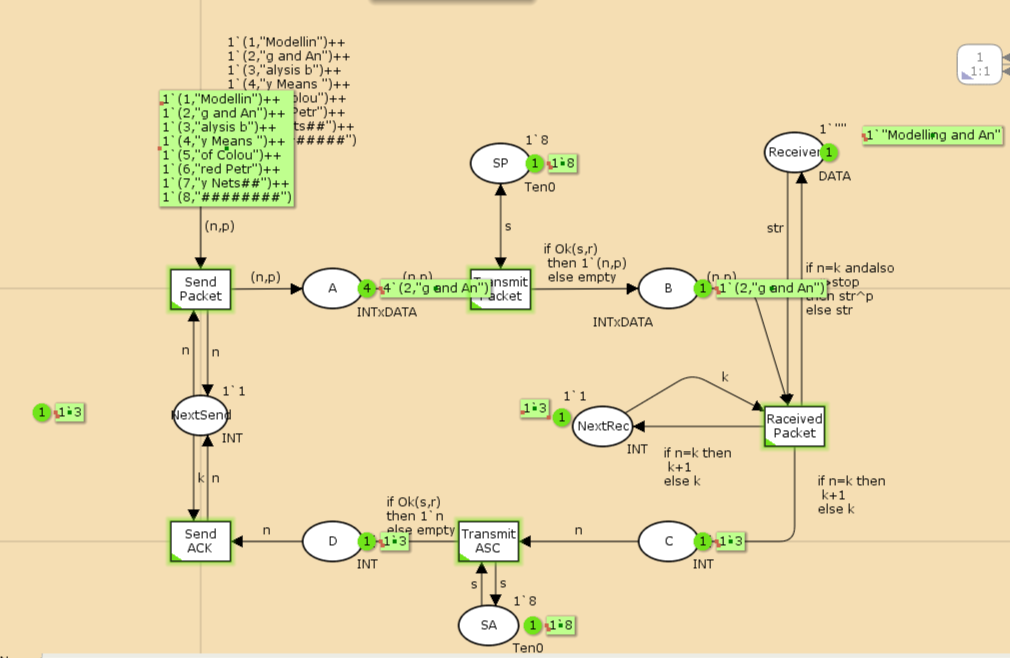 1`(1,"Modellin")++
1`(2,"g and An")++
1`(3,"alysis b")++
1`(4,"y Means ")++
olou")++
Petr")++
ts##")++
#####")
1`(1,"Modellin")++
1`(2,"g and An")++
1`(3,"alysis b")++
1`(4,"y Means ")++
1`(5,"of Colou")++
1`(6,"red Petr")++
1`(7,"y Nets##")++
1`(8,"########")
1
1:1
1`""
1`"Modelling and An"
Receiver
1
DATA
1`8
SP
1
1`8
Ten0
(n,p)
s
str
if Ok(s,r)
then 1`(n,p)
else empty
if n=k andalso
stop
then str^p
else str
Send
Packet
(n,p)
A
4
4`(2,"g and An")
(n,p)
INTxDATA
Packet
B
1
(n,p)
1`(2,"g and An")
INTxDATA
n
n
1`1
NextSend
INT
1
1`3
k
1`3
1
1`1
NextRec
INT
Raceived
Packet
if n=k then
k+1
else k
if n=k then
k+1
else k
k
n
if Ok(s,r)
then 1`n
else empty
Send
ACK
n
D
1
1`3
INT
Transmit
ASC
n
C
1
1`3
INT
s
s
1`8
SA
1
1`8
Ten0